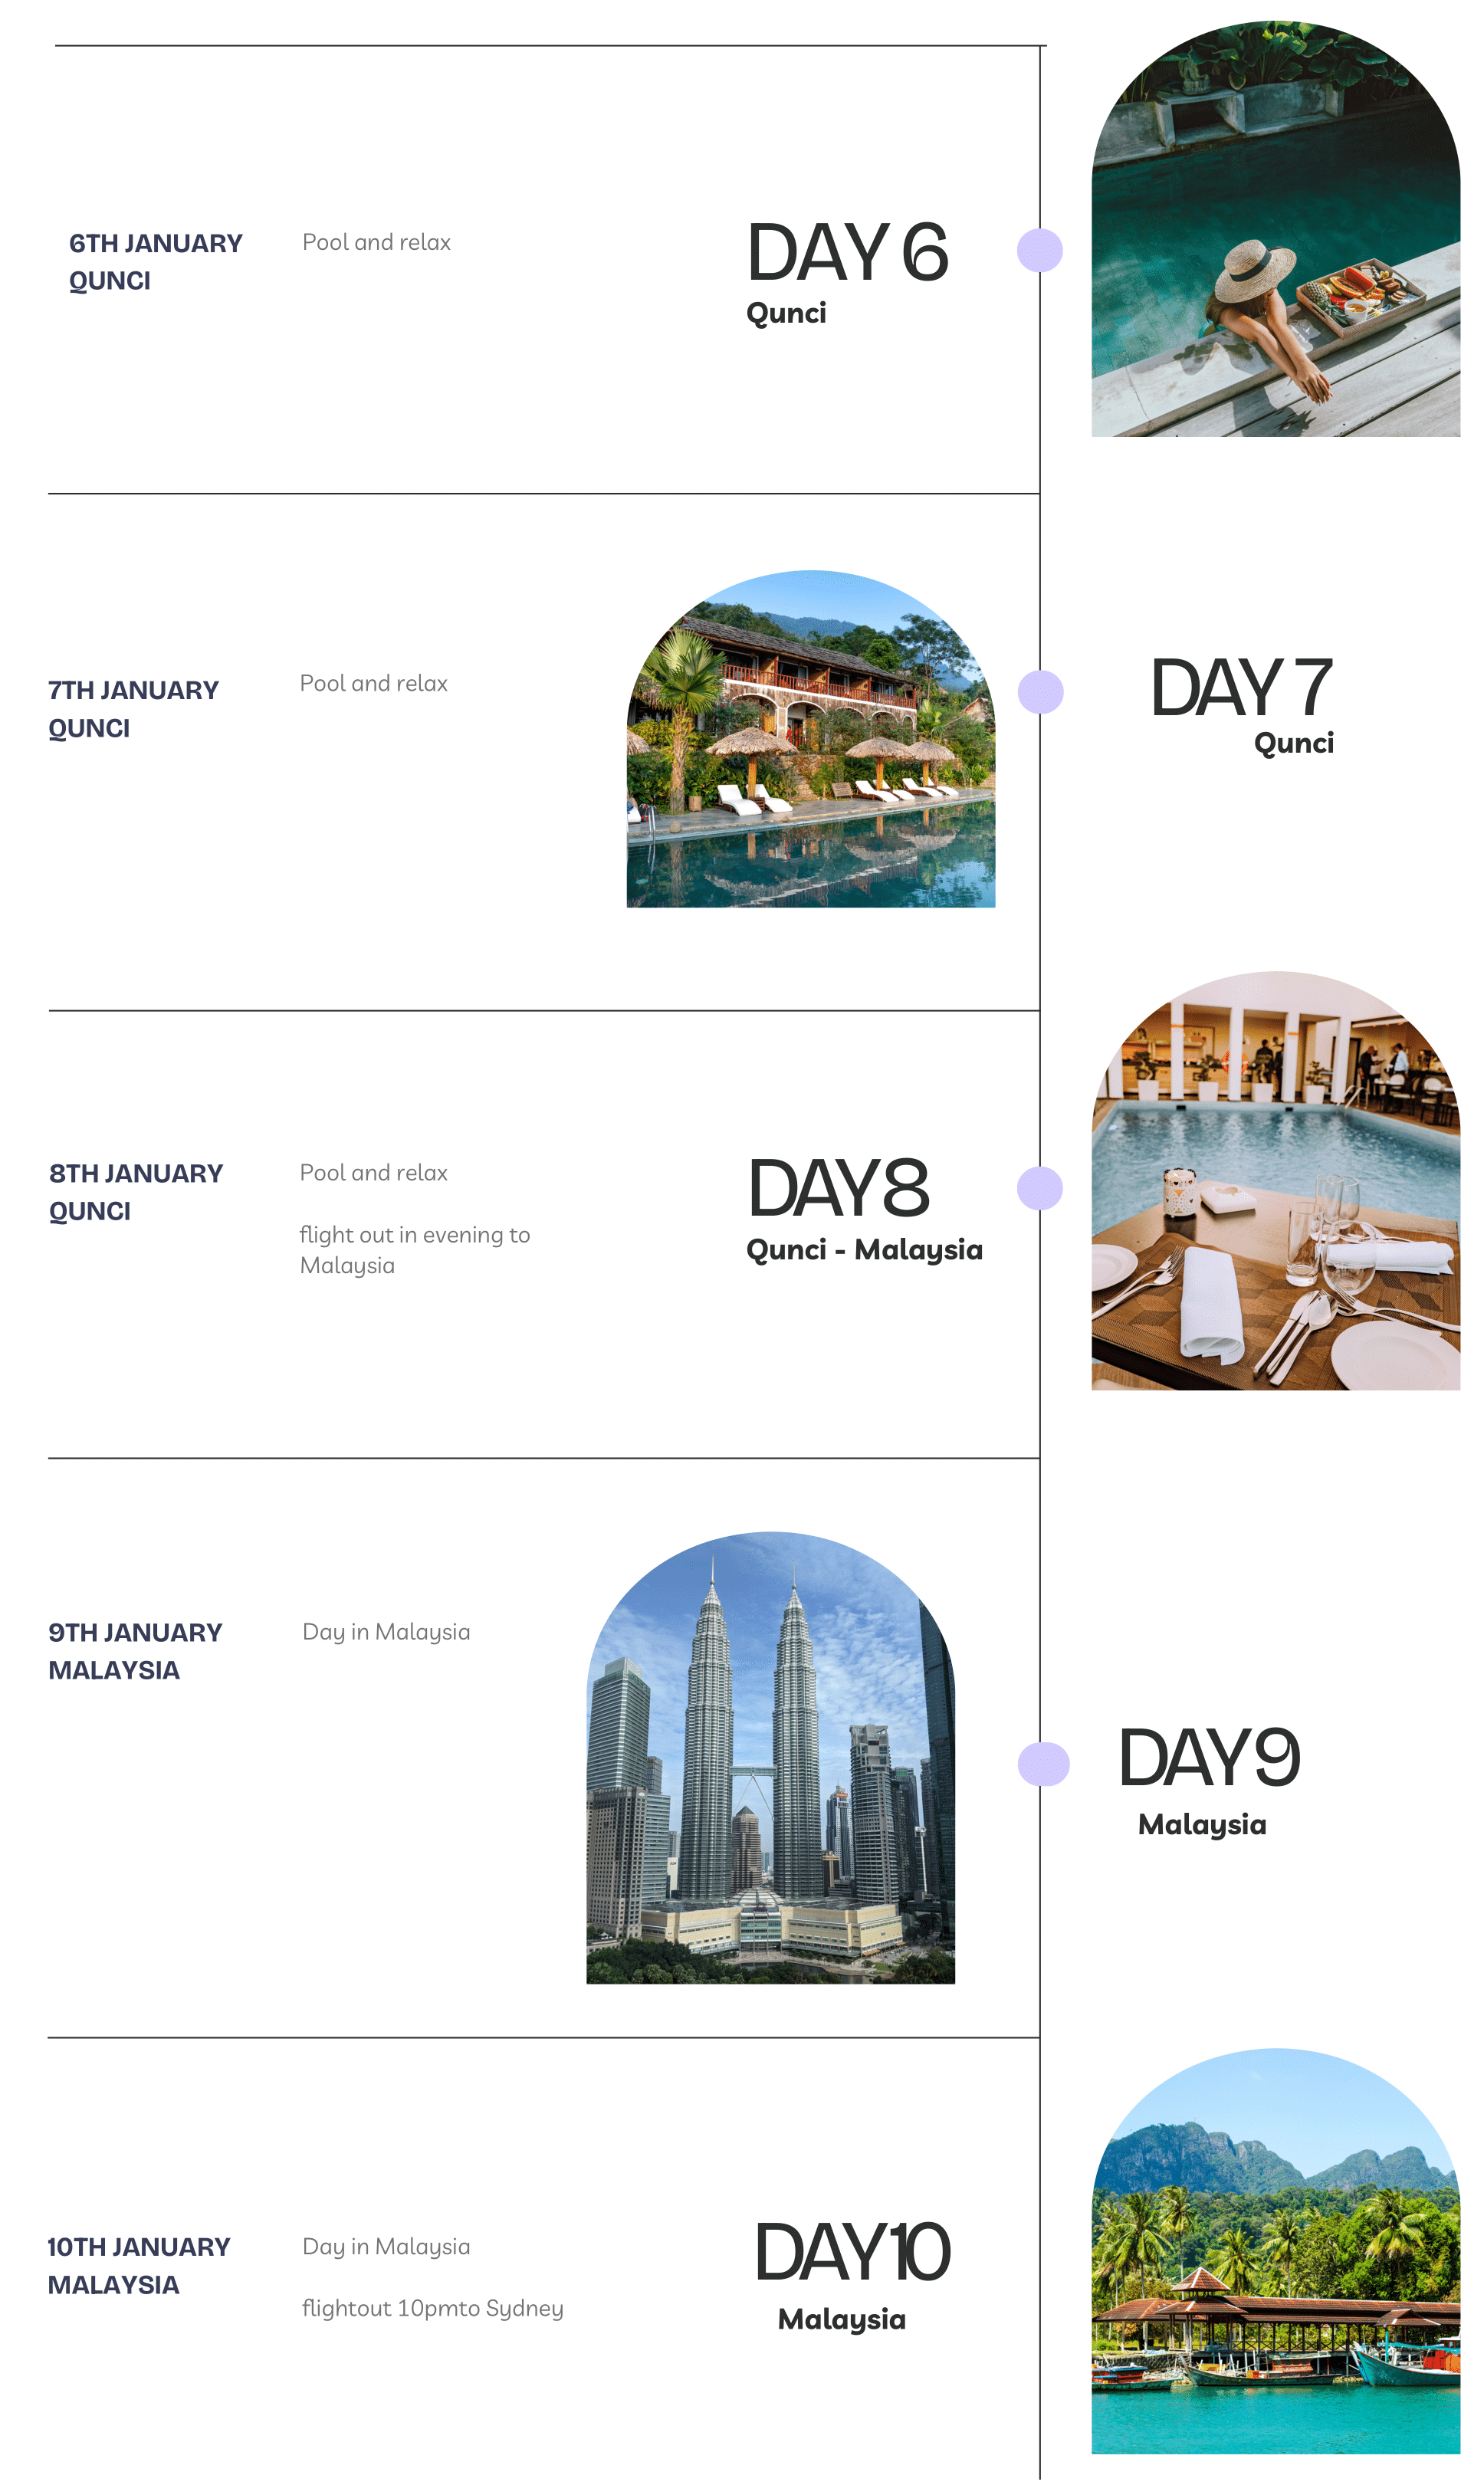 6TH JANUARY
QUNCI
Pool and relax
DAY 6
Qunci
7TH JANUARY
QUNCI
Pool and relax
DAY 7
Qunci
8TH JANUARY
QUNCI
Pool and relax
flight out in evening to
Malaysia
DAY8
Qunci - Malaysia
9TH JANUARY
MALAYSIA
Day in Malaysia
DAY9
Malaysia
10TH JANUARY
MALAYSIA
Day in Malaysia
flightout 10pmto Sydney
DAY10
Malaysia